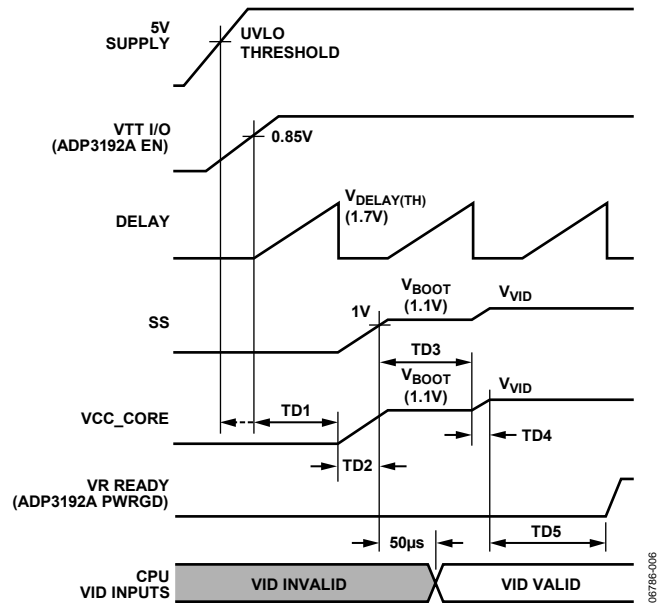 5V
SUPPLY
UVLO
THRESHOLD
VTT I/O
(ADP3192A EN)
0.85V
DELAY
VDELAY(TH)
(1.7V)
SS
1V
VBOOT
(1.1V)
VVID
TD3
VCC_CORE
TD1
VBOOT
(1.1V)
VVID
TD4
TD2
VR READY
(ADP3192A PWRGD)
50µs
TD5
CPU
VID INPUTS
VID INVALID
VID VALID
06786-006